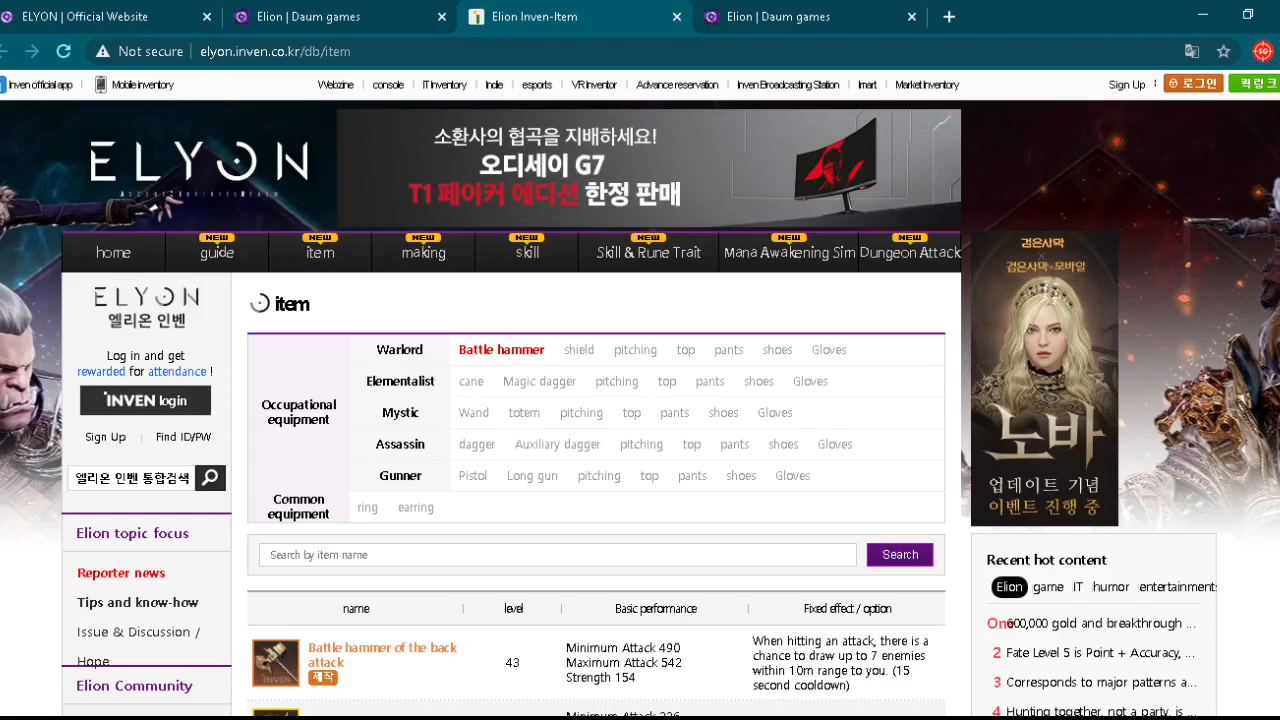 ELYON | Official Website
Elion | Daum games
Elion Inven-Item
Elion | Daum games
Not secure
elyon.inven.co.kr/db/item
Inven official app
Mobile inventory
Webzine
console
IT Inventory
Indie
esports
VR Inventor
Advance reservation
Inven Broadcasting Station
Imart
Market Inventory
Sign Up
로그인
퀵링크
ELYON
소환사의 협곡을 지배하세요!
오디세이 G7
T1 페이커 에디션 한정 판매
NEW NEW NEW NEW NEW NEW NEW
home
guide
item
making
skill
Skill & Rune Trait
Mana Awakening Sim
Dungeon Attack
검은사막
×
검은사막 모바일
노바
업데이트 기념
이벤트 진행 중
ELYON
엘리온 인벤
Log in and get
rewarded for attendance !
INVEN login
Sign Up
Find ID/PW
엘리온 인벤 통합검색
Elion topic focus
Reporter news
Tips and know-how
Issue & Discussion /
Hope
Elion Community
item
Occupational equipment
Warlord Battle hammer shield pitching top pants shoes Gloves
Elementalist cane Magic dagger pitching top pants shoes Gloves
Mystic Wand totem pitching top pants shoes Gloves
Assassin dagger Auxiliary dagger pitching top pants shoes Gloves
Gunner Pistol Long gun pitching top pants shoes Gloves
Common equipment
ring earring
Search by item name
Search
name level Basic performance Fixed effect / option
Battle hammer of the back
attack
제작
INVEN
43
Minimum Attack 490
Maximum Attack 542
Strength 154
When hitting an attack, there is a
chance to draw up to 7 enemies
within 10m range to you. (15
second cooldown)
Recent hot content
Elion game IT humor entertainment
One 600,000 gold and breakthrough ...
2 Fate Level 5 is Point + Accuracy, ...
3 Corresponds to major patterns a...
4 Hunting together, not a party, is ...